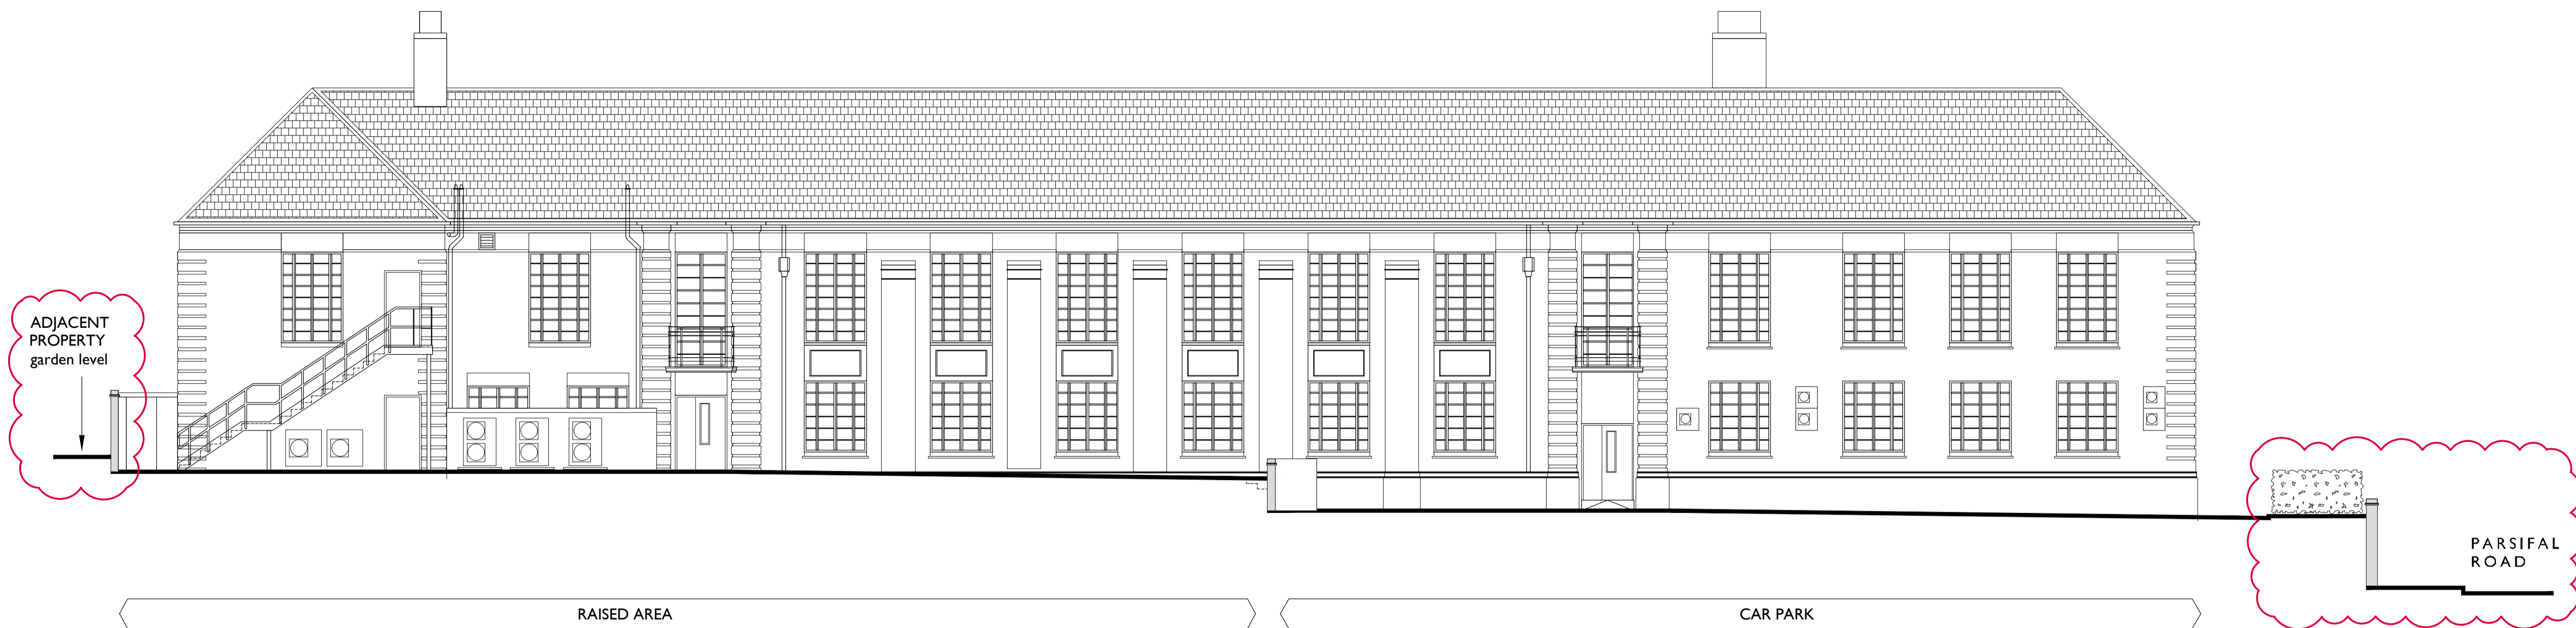 ADJACENT
PROPERTY
garden level
PARSIFAL
ROAD
RAISED AREA
CAR PARK